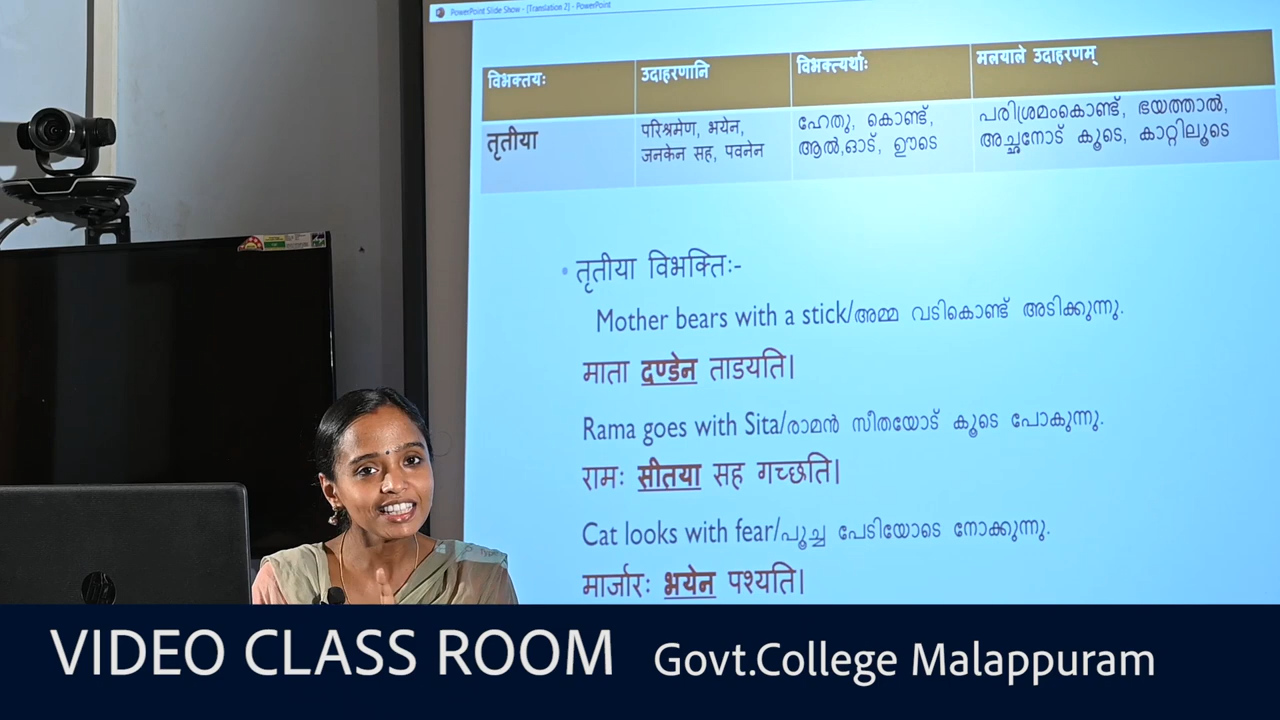 PowerPoint Slide Show - [Translation 2] - PowerPoint
विभक्तयः उदाहरणानि विभक्त्यर्थाः मलयाले उदाहरणम्
तृतीया
परिश्रमेण, भयेन,
जनकेन सह, पवनेन
ഹേതു, കൊണ്ട്,
ആൽ,ഓട്, ഊടെ
പരിശ്രമംകൊണ്ട്, ഭയത്താൽ,
അച്ഛനോട് കൂടെ, കാറ്റിലൂടെ
• तृतीया विभक्तिः-
Mother bears with a stick/അമ്മ വടികൊണ്ട് അടിക്കുന്നു.
माता दण्डेन ताडयति।
Rama goes with Sita/രാമൻ സീതയോട് കൂടെ പോകുന്നു.
रामः सीतया सह गच्छति।
Cat looks with fear/പൂച്ച പേടിയോടെ നോക്കുന്നു.
मार्जारः भयेन पश्यति।
VIDEO CLASS ROOM Govt.College Malappuram